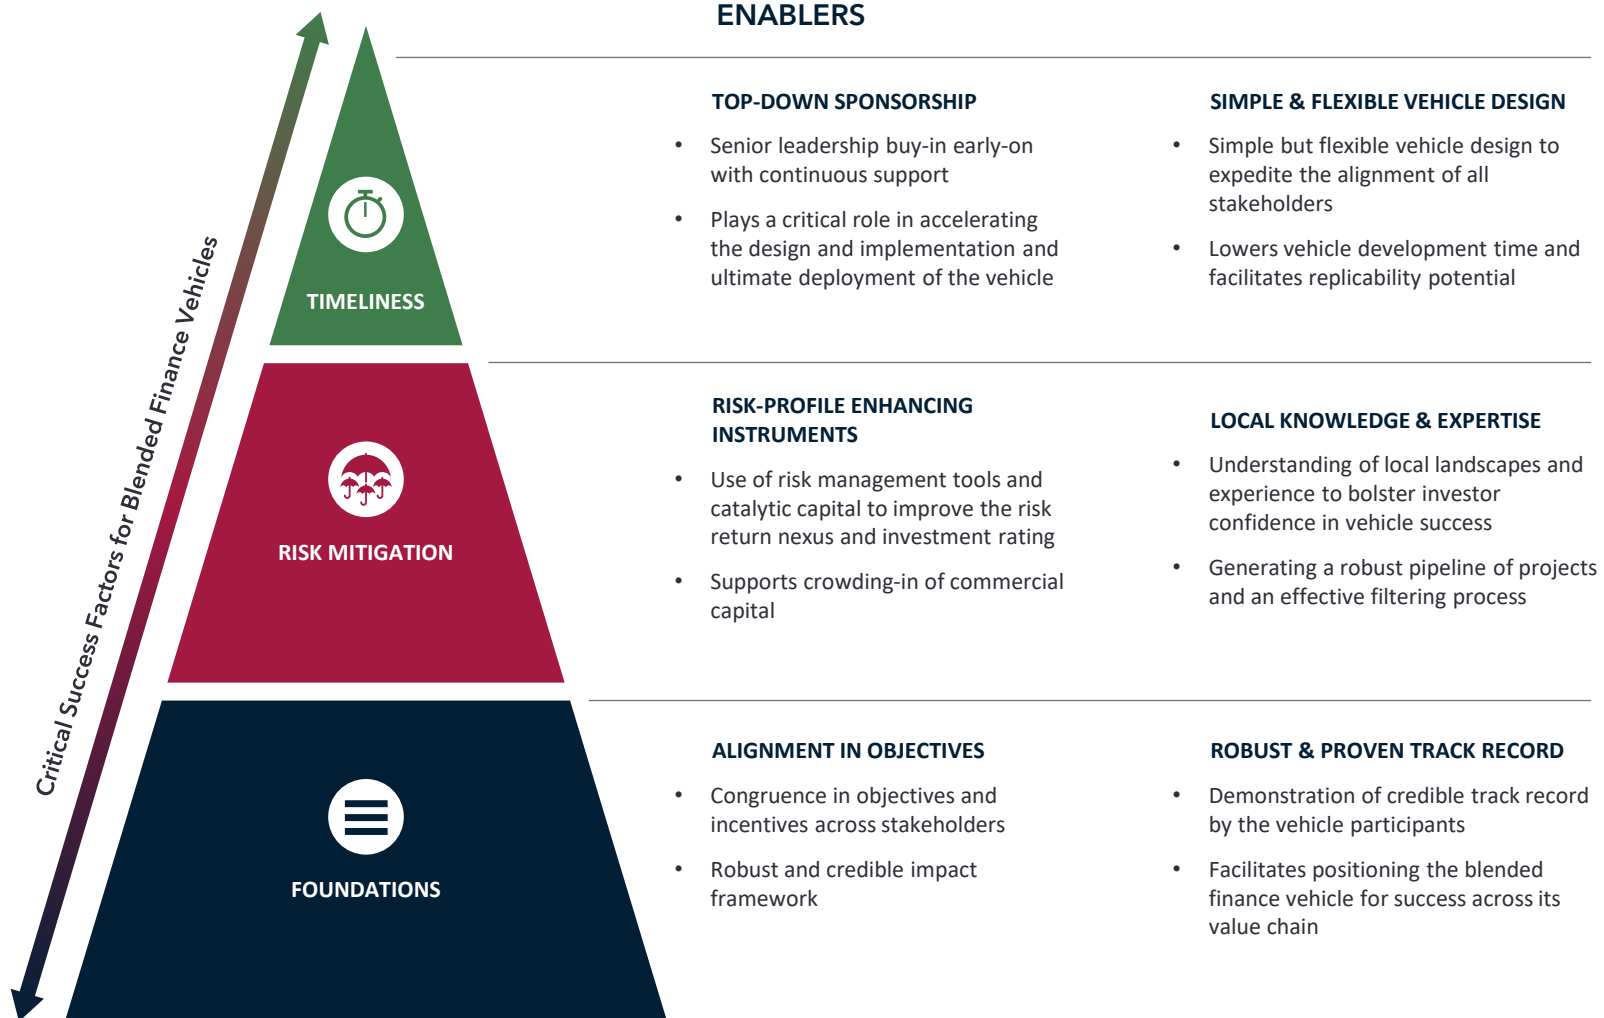 ENABLERS
Critical Success Factors for Blended Finance Vehicles
TIMELINESS
TOP-DOWN SPONSORSHIP
• Senior leadership buy-in early-on
with continuous support
• Plays a critical role in accelerating
the design and implementation and
ultimate deployment of the vehicle
SIMPLE & FLEXIBLE VEHICLE DESIGN
• Simple but flexible vehicle design to
expedite the alignment of all
stakeholders
• Lowers vehicle development time and
facilitates replicability potential
RISK MITIGATION
RISK-PROFILE ENHANCING
INSTRUMENTS
• Use of risk management tools and
catalytic capital to improve the risk
return nexus and investment rating
• Supports crowding-in of commercial
capital
LOCAL KNOWLEDGE & EXPERTISE
• Understanding of local landscapes and
experience to bolster investor
confidence in vehicle success
• Generating a robust pipeline of projects
and an effective filtering process
FOUNDATIONS
ALIGNMENT IN OBJECTIVES
• Congruence in objectives and
incentives across stakeholders
• Robust and credible impact
framework
ROBUST & PROVEN TRACK RECORD
• Demonstration of credible track record
by the vehicle participants
• Facilitates positioning the blended
finance vehicle for success across its
value chain